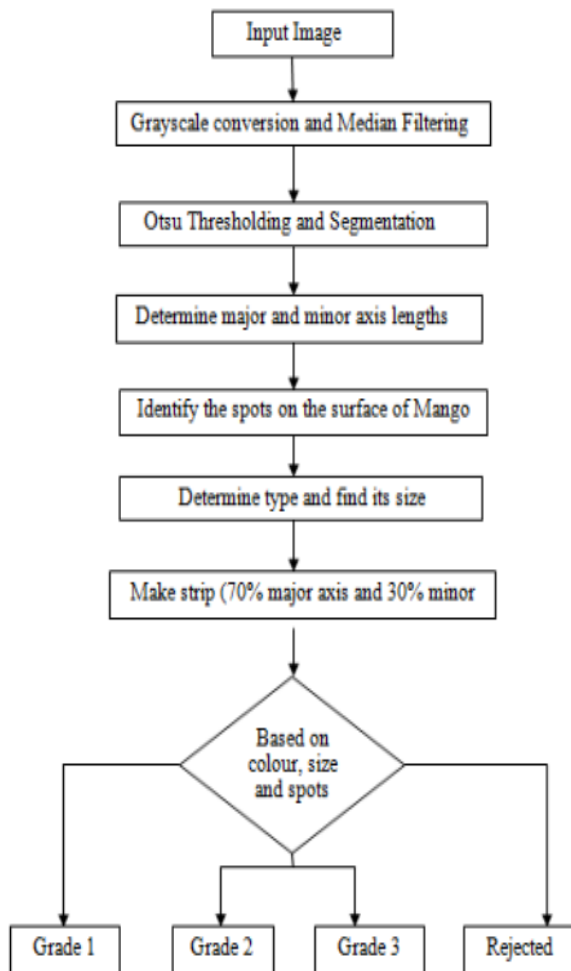 Input Image
Grayscale conversion and Median Filtering
Otsu Thresholding and Segmentation
Determine major and minor axis lengths
Identify the spots on the surface of Mango
Determine type and find its size
Make strip (70% major axis and 30% minor
Based on
colour, size
and spots
Grade 1
Grade 2
Grade 3
Rejected